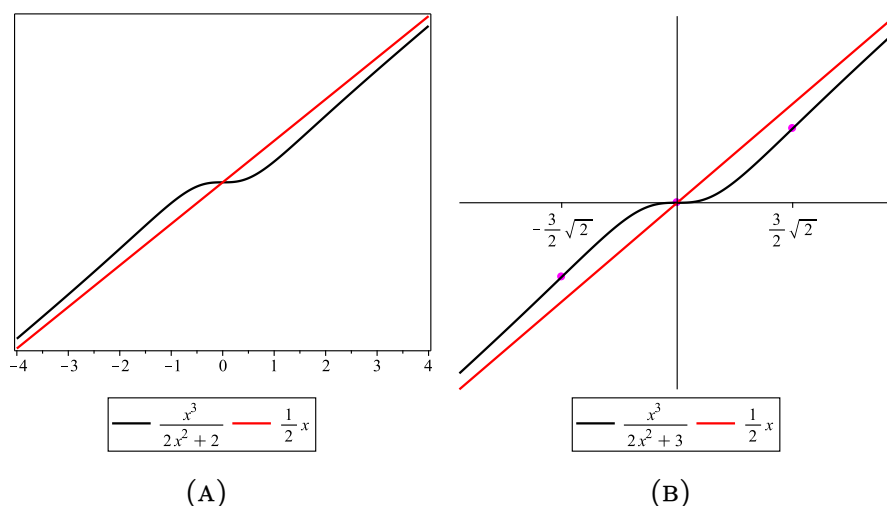 −4 −3 −2 −1 0 1 2 3 4
x³/(2x² + 2) 1/2 x
(A)
−3/2 √2 3/2 √2
x³/(2x² + 3) 1/2 x
(B)